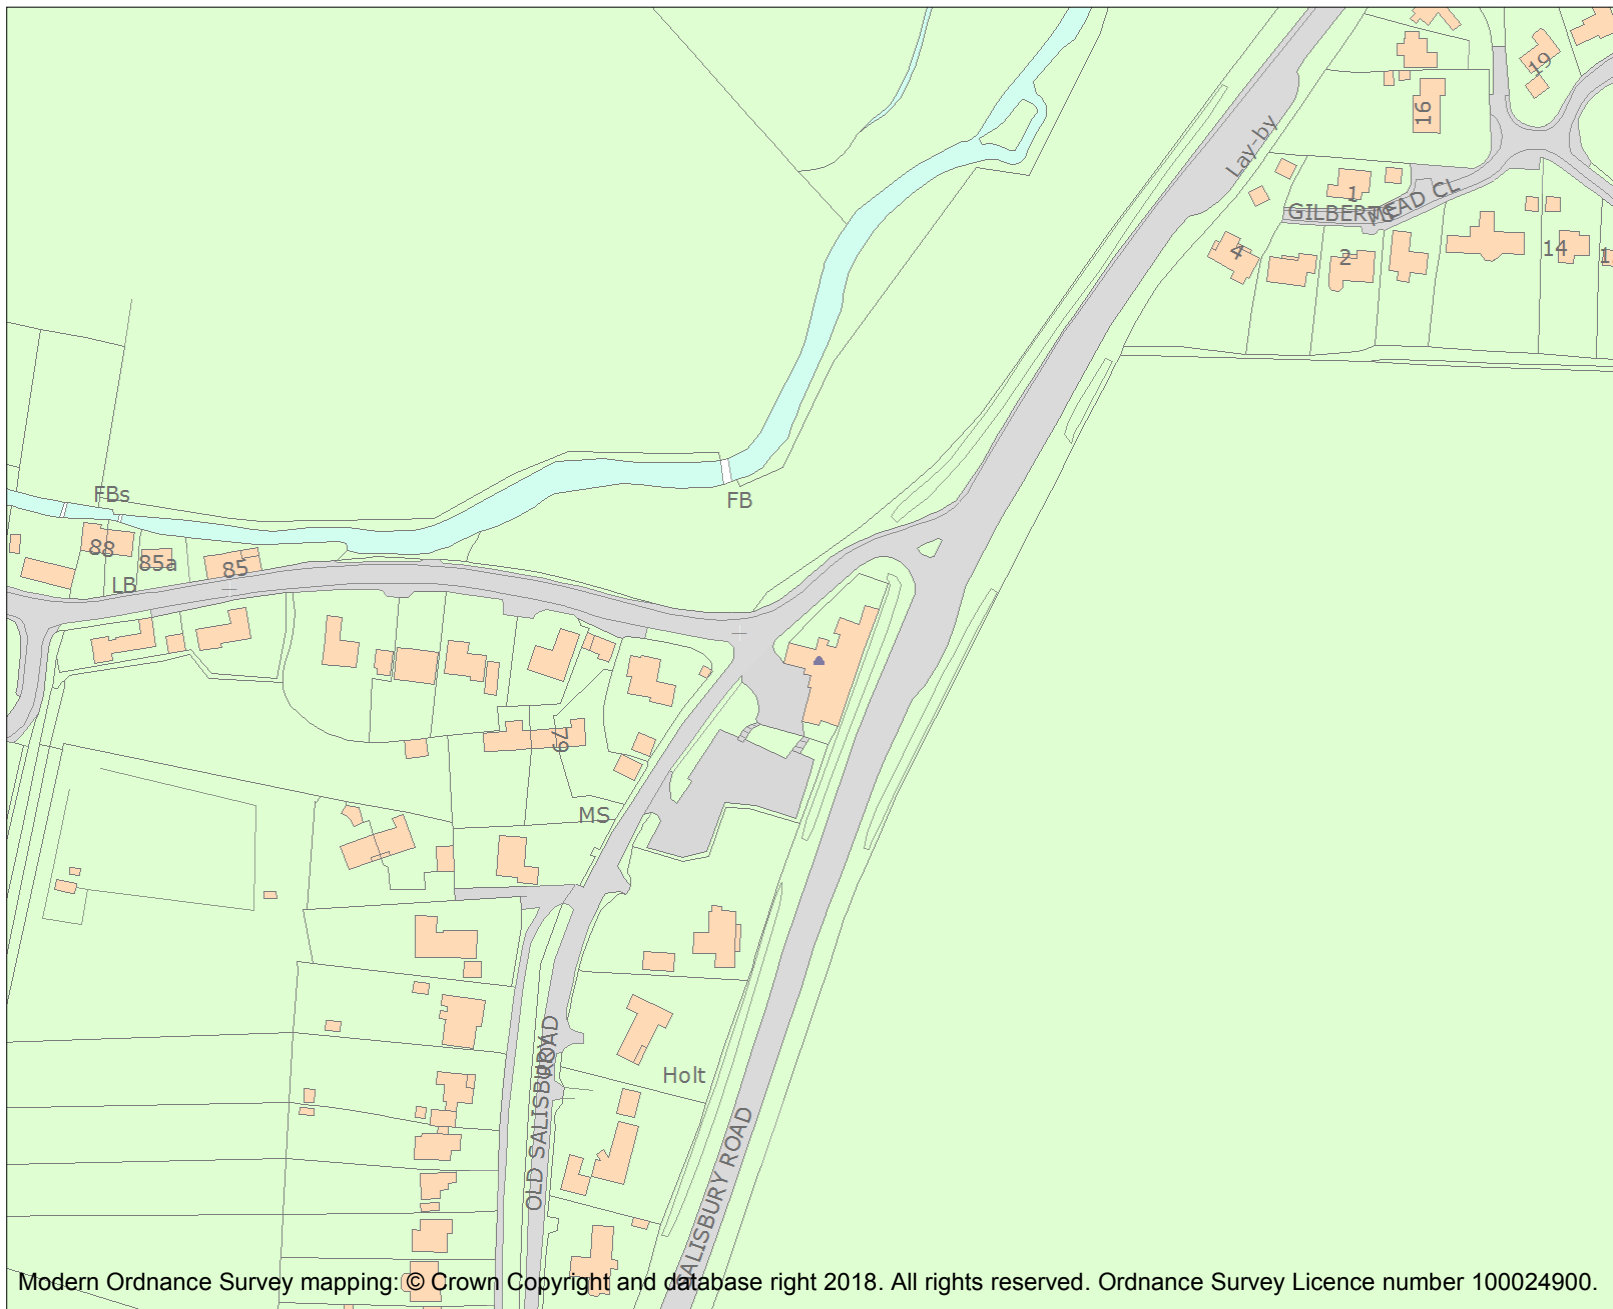 19
16
Lay-by
1
GILBERTS
MEAD CL
4
2
14
1
FBs
FB
88
85a
85
LB
79
MS
Holt
OLD SALISBURY
ROAD
SALISBURY ROAD
Modern Ordnance Survey mapping: © Crown Copyright and database right 2018. All rights reserved. Ordnance Survey Licence number 100024900.